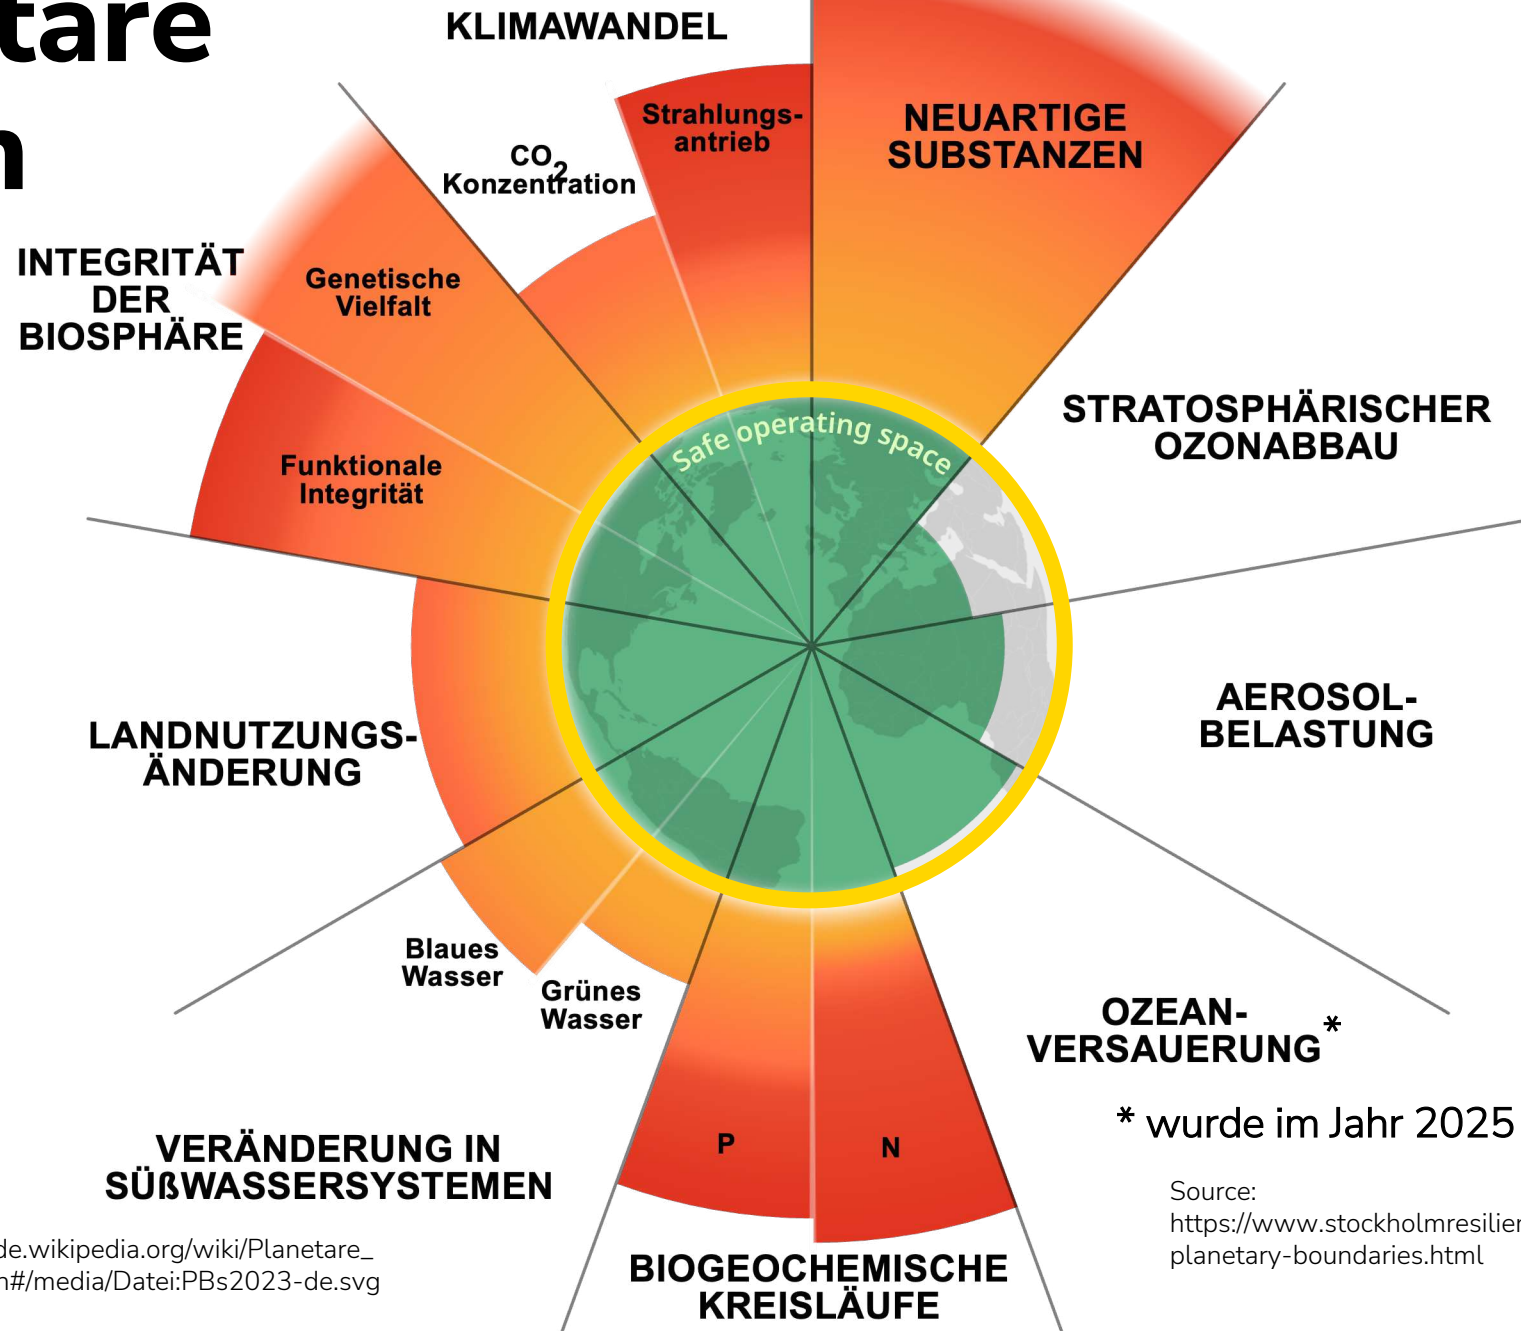 tare
n
KLIMAWANDEL
Strahlungs-
antrieb
CO2
Konzentration
NEUARTIGE
SUBSTANZEN
INTEGRITÄT
DER
BIOSPHÄRE
Genetische
Vielfalt
Funktionale
Integrität
Safe operating space
STRATOSPHÄRISCHER
OZONABBAU
AEROSOL-
BELASTUNG
LANDNUTZUNGS-
ÄNDERUNG
Blaues
Wasser
Grünes
Wasser
OZEAN-
VERSAUERUNG*
* wurde im Jahr 2025
VERÄNDERUNG IN
SÜßWASSERSYSTEMEN
P
N
BIOGEOCHEMISCHE
KREISLÄUFE
de.wikipedia.org/wiki/Planetare_
n#/media/Datei:PBs2023-de.svg
Source:
https://www.stockholmresilien
planetary-boundaries.html